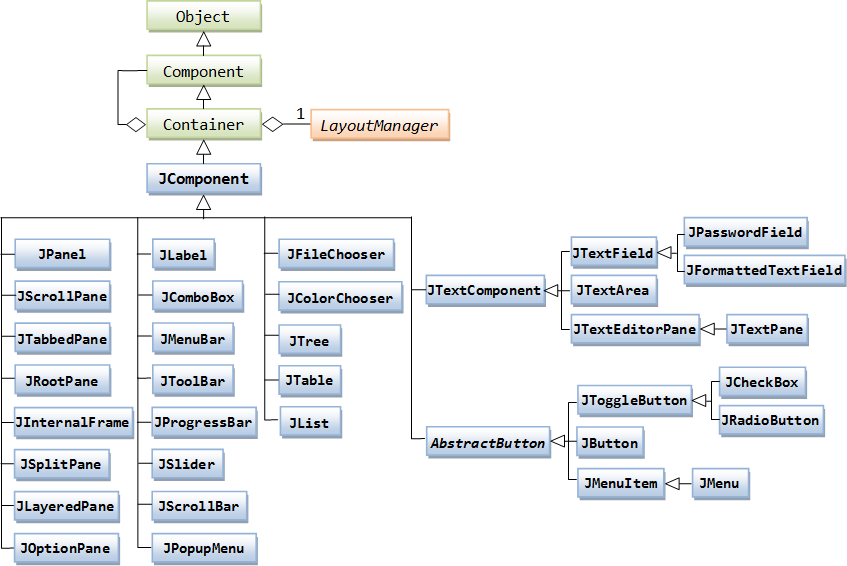 Object
Component
Container
1
LayoutManager
JComponent
JPanel
JScrollPane
JTabbedPane
JRootPane
JInternalFrame
JSplitPane
JLayeredPane
JOptionPane
JLabel
JComboBox
JMenuBar
JToolBar
JProgressBar
JSlider
JScrollBar
JPopupMenu
JFileChooser
JColorChooser
JTree
JTable
JList
JTextComponent
JTextField
JPasswordField
JFormattedTextField
JTextArea
JTextEditorPane
JTextPane
AbstractButton
JToggleButton
JCheckBox
JRadioButton
JButton
JMenuItem
JMenu